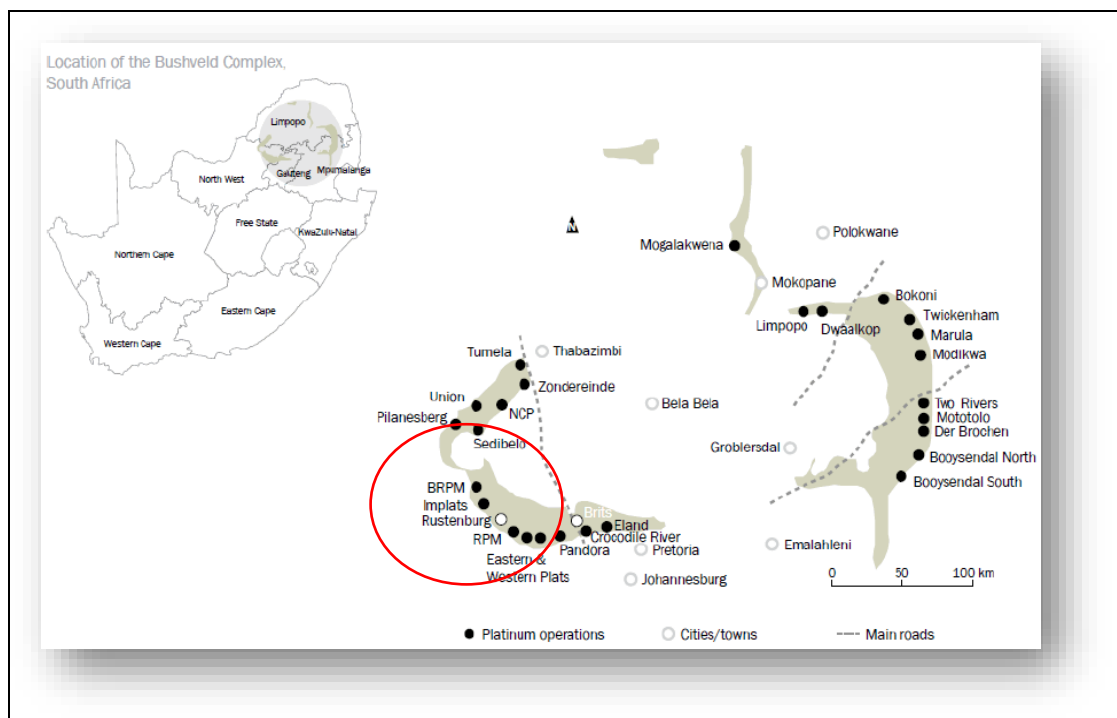 Location of the Bushveld Complex,
South Africa
Limpopo
North West
Gauteng
Mpumalanga
Free State
KwaZulu-Natal
Northern Cape
Eastern Cape
Western Cape
N
Mogalakwena
Polokwane
Mokopane
Bokoni
Limpopo
Dwaalkop
Twickenham
Marula
Modikwa
Tumela
Thabazimbi
Zondereinde
Union
NCP
Bela Bela
Two Rivers
Mototolo
Der Brochen
Pilanesberg
Sedibelo
Groblersdal
Booysendal North
Booysendal South
BRPM
Implats
Rustenburg
Brits
Eland
RPM
Crocodile River
Pandora
Pretoria
Emalahleni
Eastern &
Western Plats
Johannesburg
0 50 100 km
Platinum operations
Cities/towns
Main roads